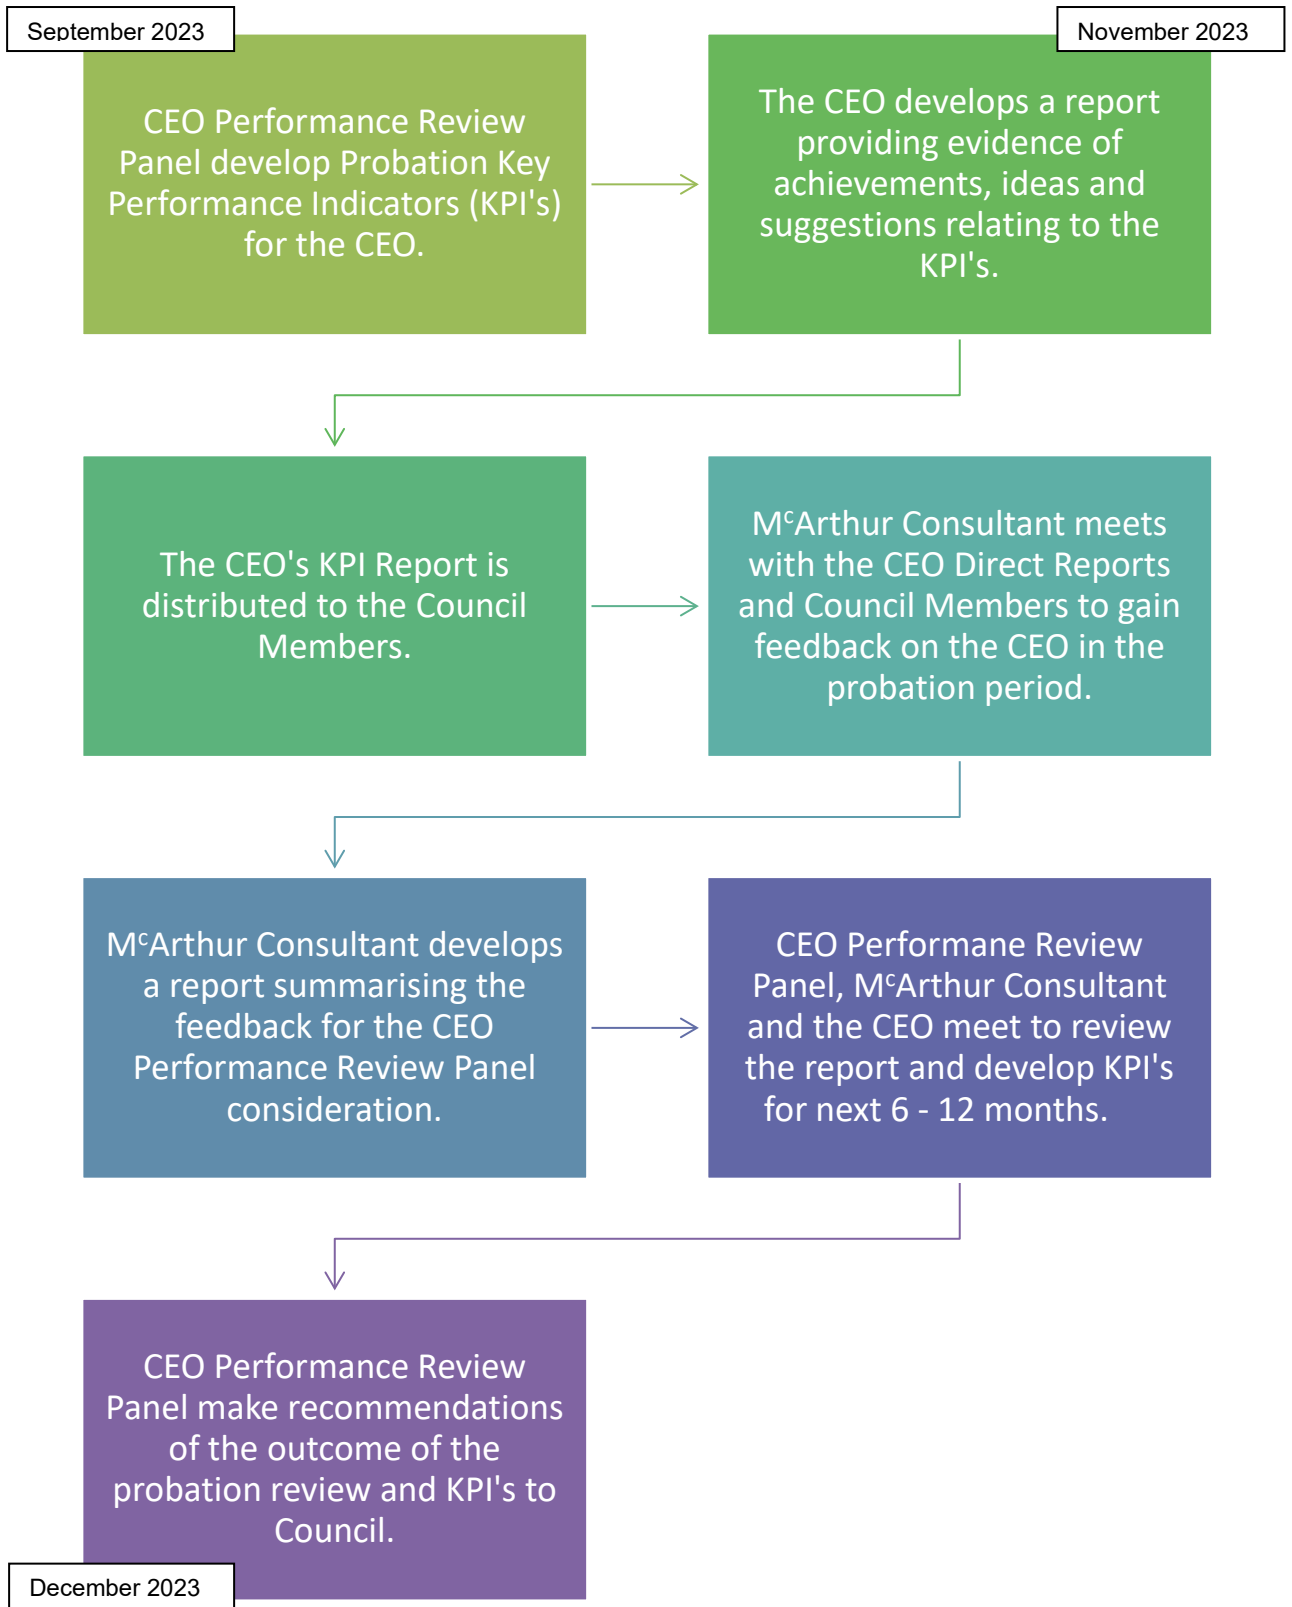 September 2023
CEO Performance Review
Panel develop Probation Key
Performance Indicators (KPI's)
for the CEO.
November 2023
The CEO develops a report
providing evidence of
achievements, ideas and
suggestions relating to the
KPI's.
The CEO's KPI Report is
distributed to the Council
Members.
MᶜArthur Consultant meets
with the CEO Direct Reports
and Council Members to gain
feedback on the CEO in the
probation period.
MᶜArthur Consultant develops
a report summarising the
feedback for the CEO
Performance Review Panel
consideration.
CEO Performane Review
Panel, MᶜArthur Consultant
and the CEO meet to review
the report and develop KPI's
for next 6 - 12 months.
CEO Performance Review
Panel make recommendations
of the outcome of the
probation review and KPI's to
Council.
December 2023